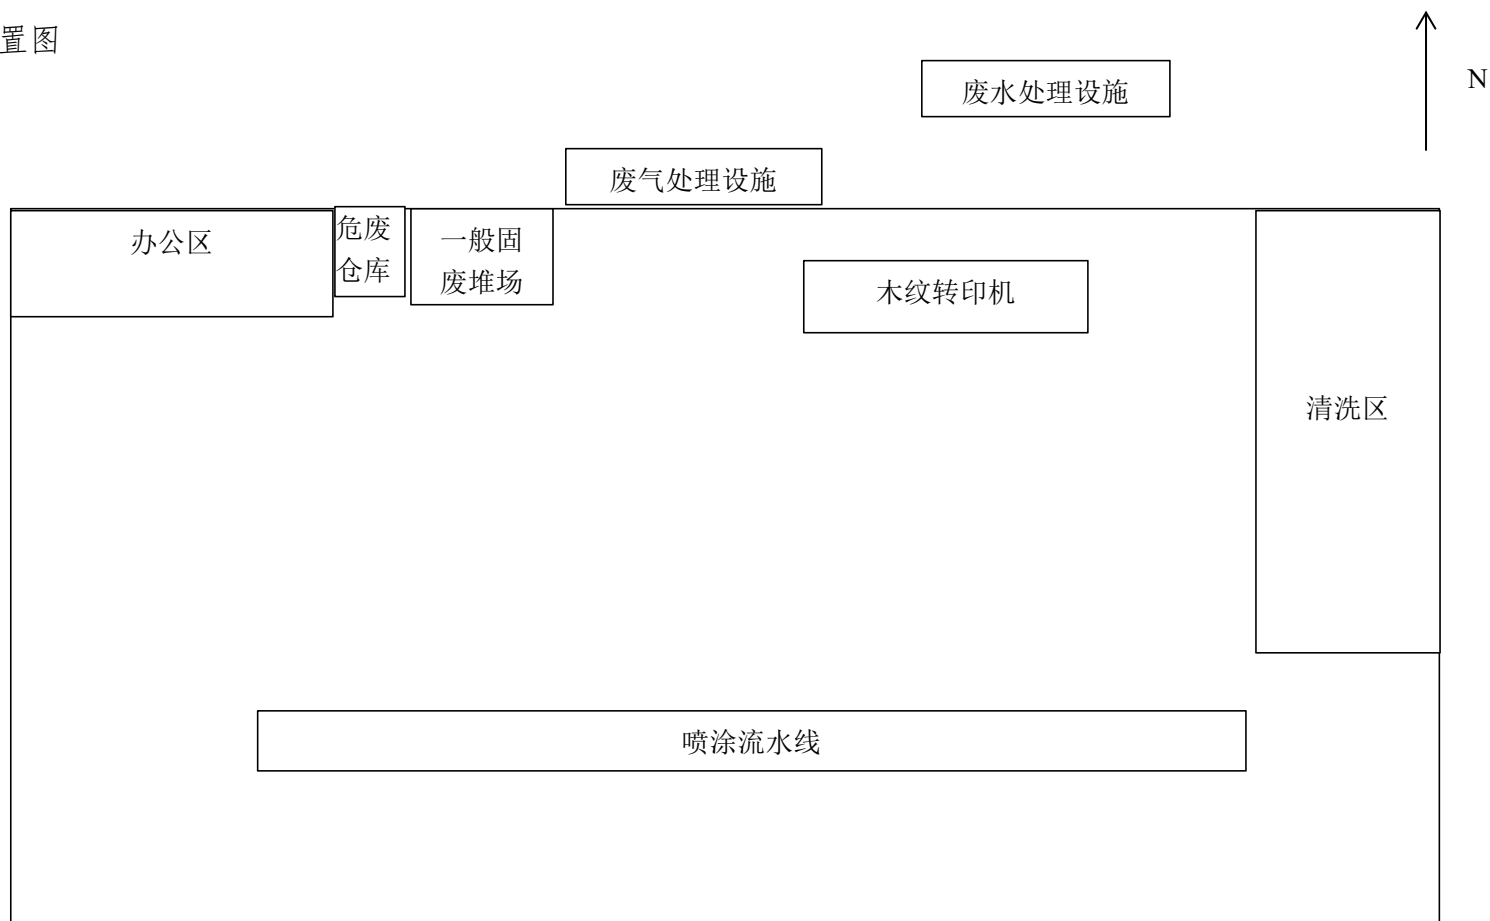 置图
N
废水处理设施
废气处理设施
办公区
危废
仓库
一般固
废堆场
木纹转印机
清洗区
喷涂流水线